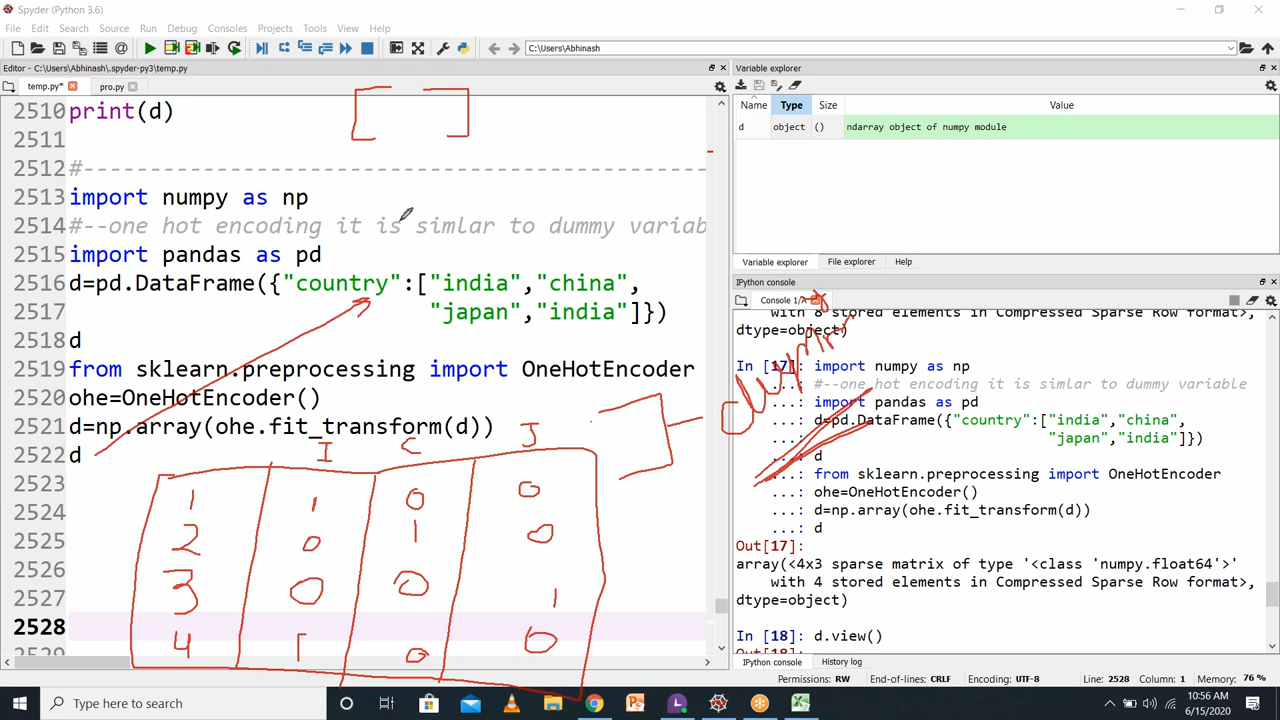 Spyder (Python 3.6)
File Edit Search Source Run Debug Consoles Projects Tools View Help
C:\Users\Abhinash
Editor - C:\Users\Abhinash\.spyder-py3\temp.py
temp.py* pro.py
2510 print(d)
2511
2512 #------------------------------------
2513 import numpy as np
2514 #--one hot encoding it is simlar to dummy variab
2515 import pandas as pd
2516 d=pd.DataFrame({"country":["india","china",
2517 "japan","india"]})
2518 d
2519 from sklearn.preprocessing import OneHotEncoder
2520 ohe=OneHotEncoder()
2521 d=np.array(ohe.fit_transform(d))
2522 d
2523
2524
2525
2526
2527
2528
2529
I C J
1 1 0 0
2 0 1 0
3 0 0 1
4 1 0 0
Variable explorer
Name Type Size Value
d object () ndarray object of numpy module
Variable explorer File explorer Help
IPython console
Console 1/A
with 8 stored elements in Compressed Sparse Row format>,
dtype=object)
In [17]: import numpy as np
...: #--one hot encoding it is simlar to dummy variable
...: import pandas as pd
...: d=pd.DataFrame({"country":["india","china",
...: "japan","india"]})
...: d
...: from sklearn.preprocessing import OneHotEncoder
...: ohe=OneHotEncoder()
...: d=np.array(ohe.fit_transform(d))
...: d
Out[17]:
array(<4x3 sparse matrix of type '<class 'numpy.float64'>'
with 4 stored elements in Compressed Sparse Row format>,
dtype=object)
In [18]: d.view()
Out[18]:
IPython console History log
Permissions: RW End-of-lines: CRLF Encoding: UTF-8 Line: 2528 Column: 1 Memory: 76 %
Type here to search
10:56 AM
6/15/2020